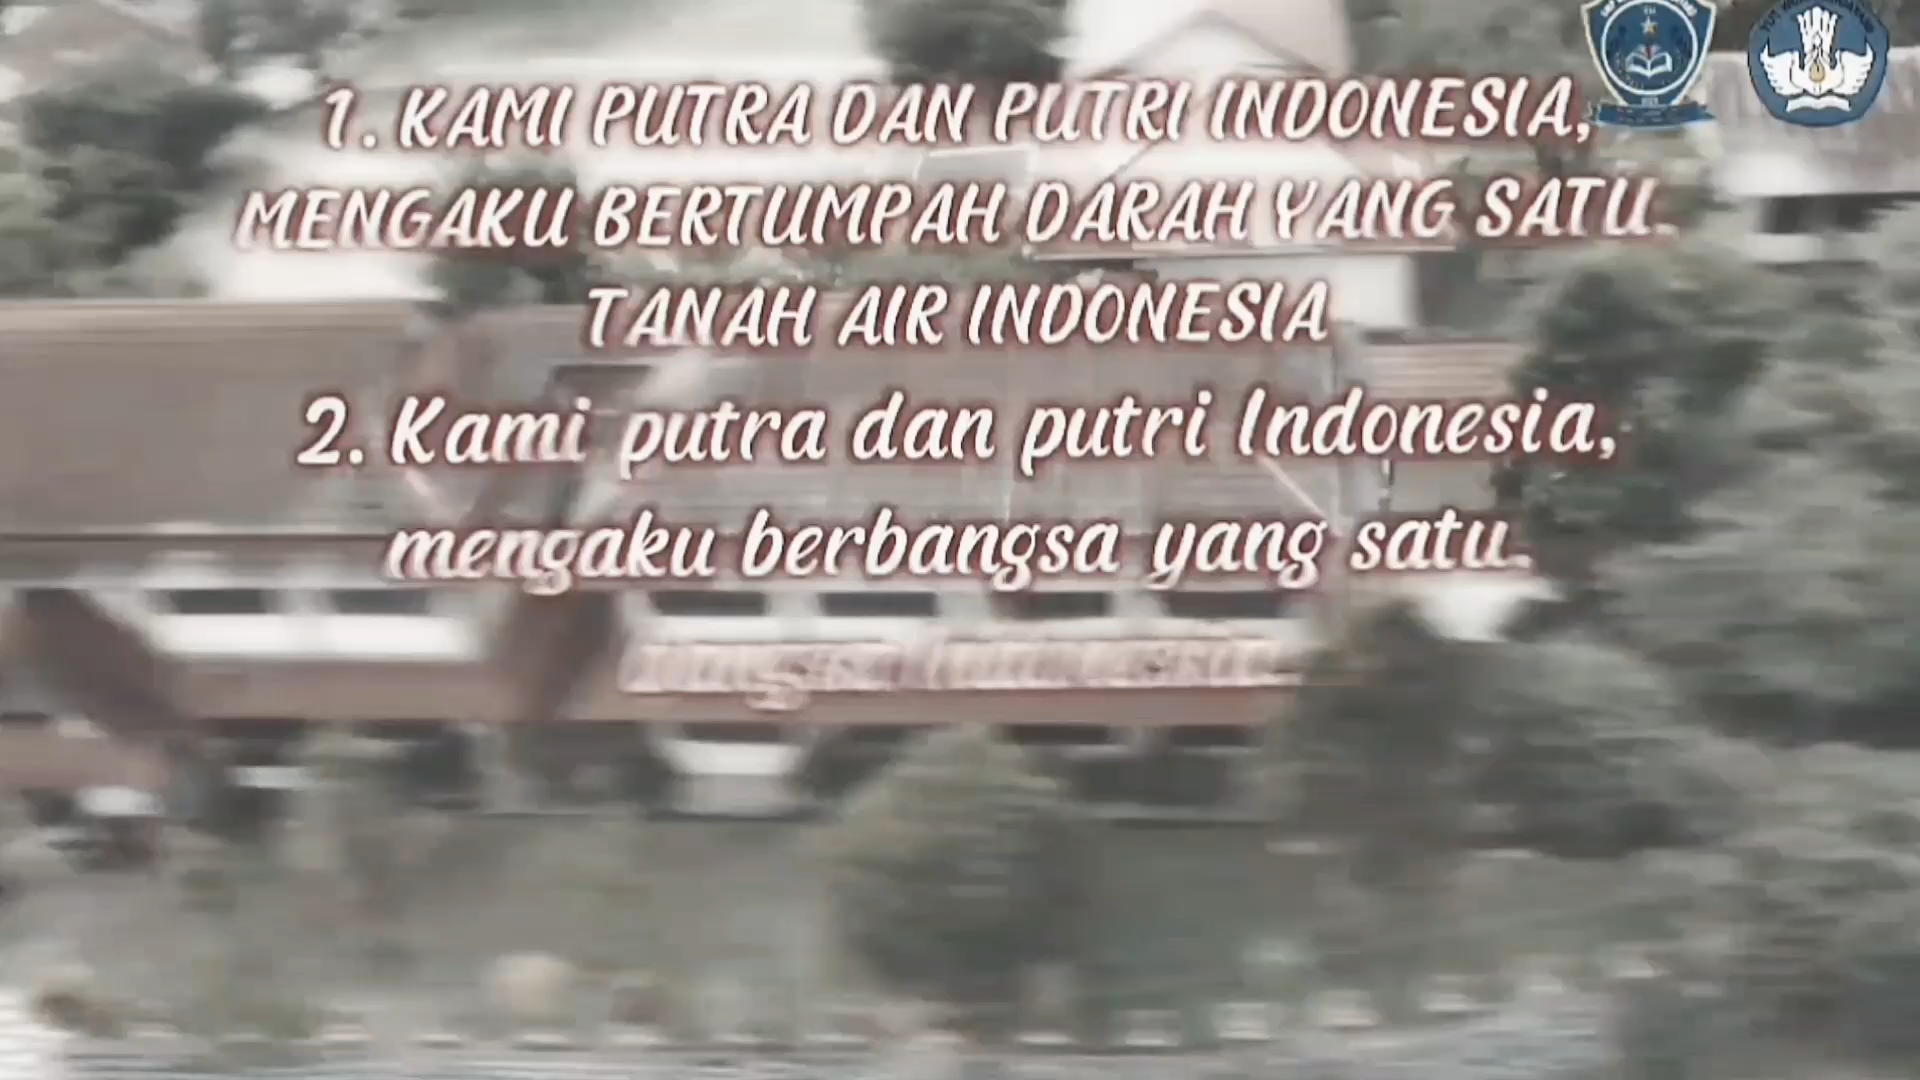 1. KAMI PUTRA DAN PUTRI INDONESIA,
MENGAKU BERTUMPAH DARAH YANG SATU.
TANAH AIR INDONESIA
2. Kami putra dan putri Indonesia,
mengaku berbangsa yang satu.